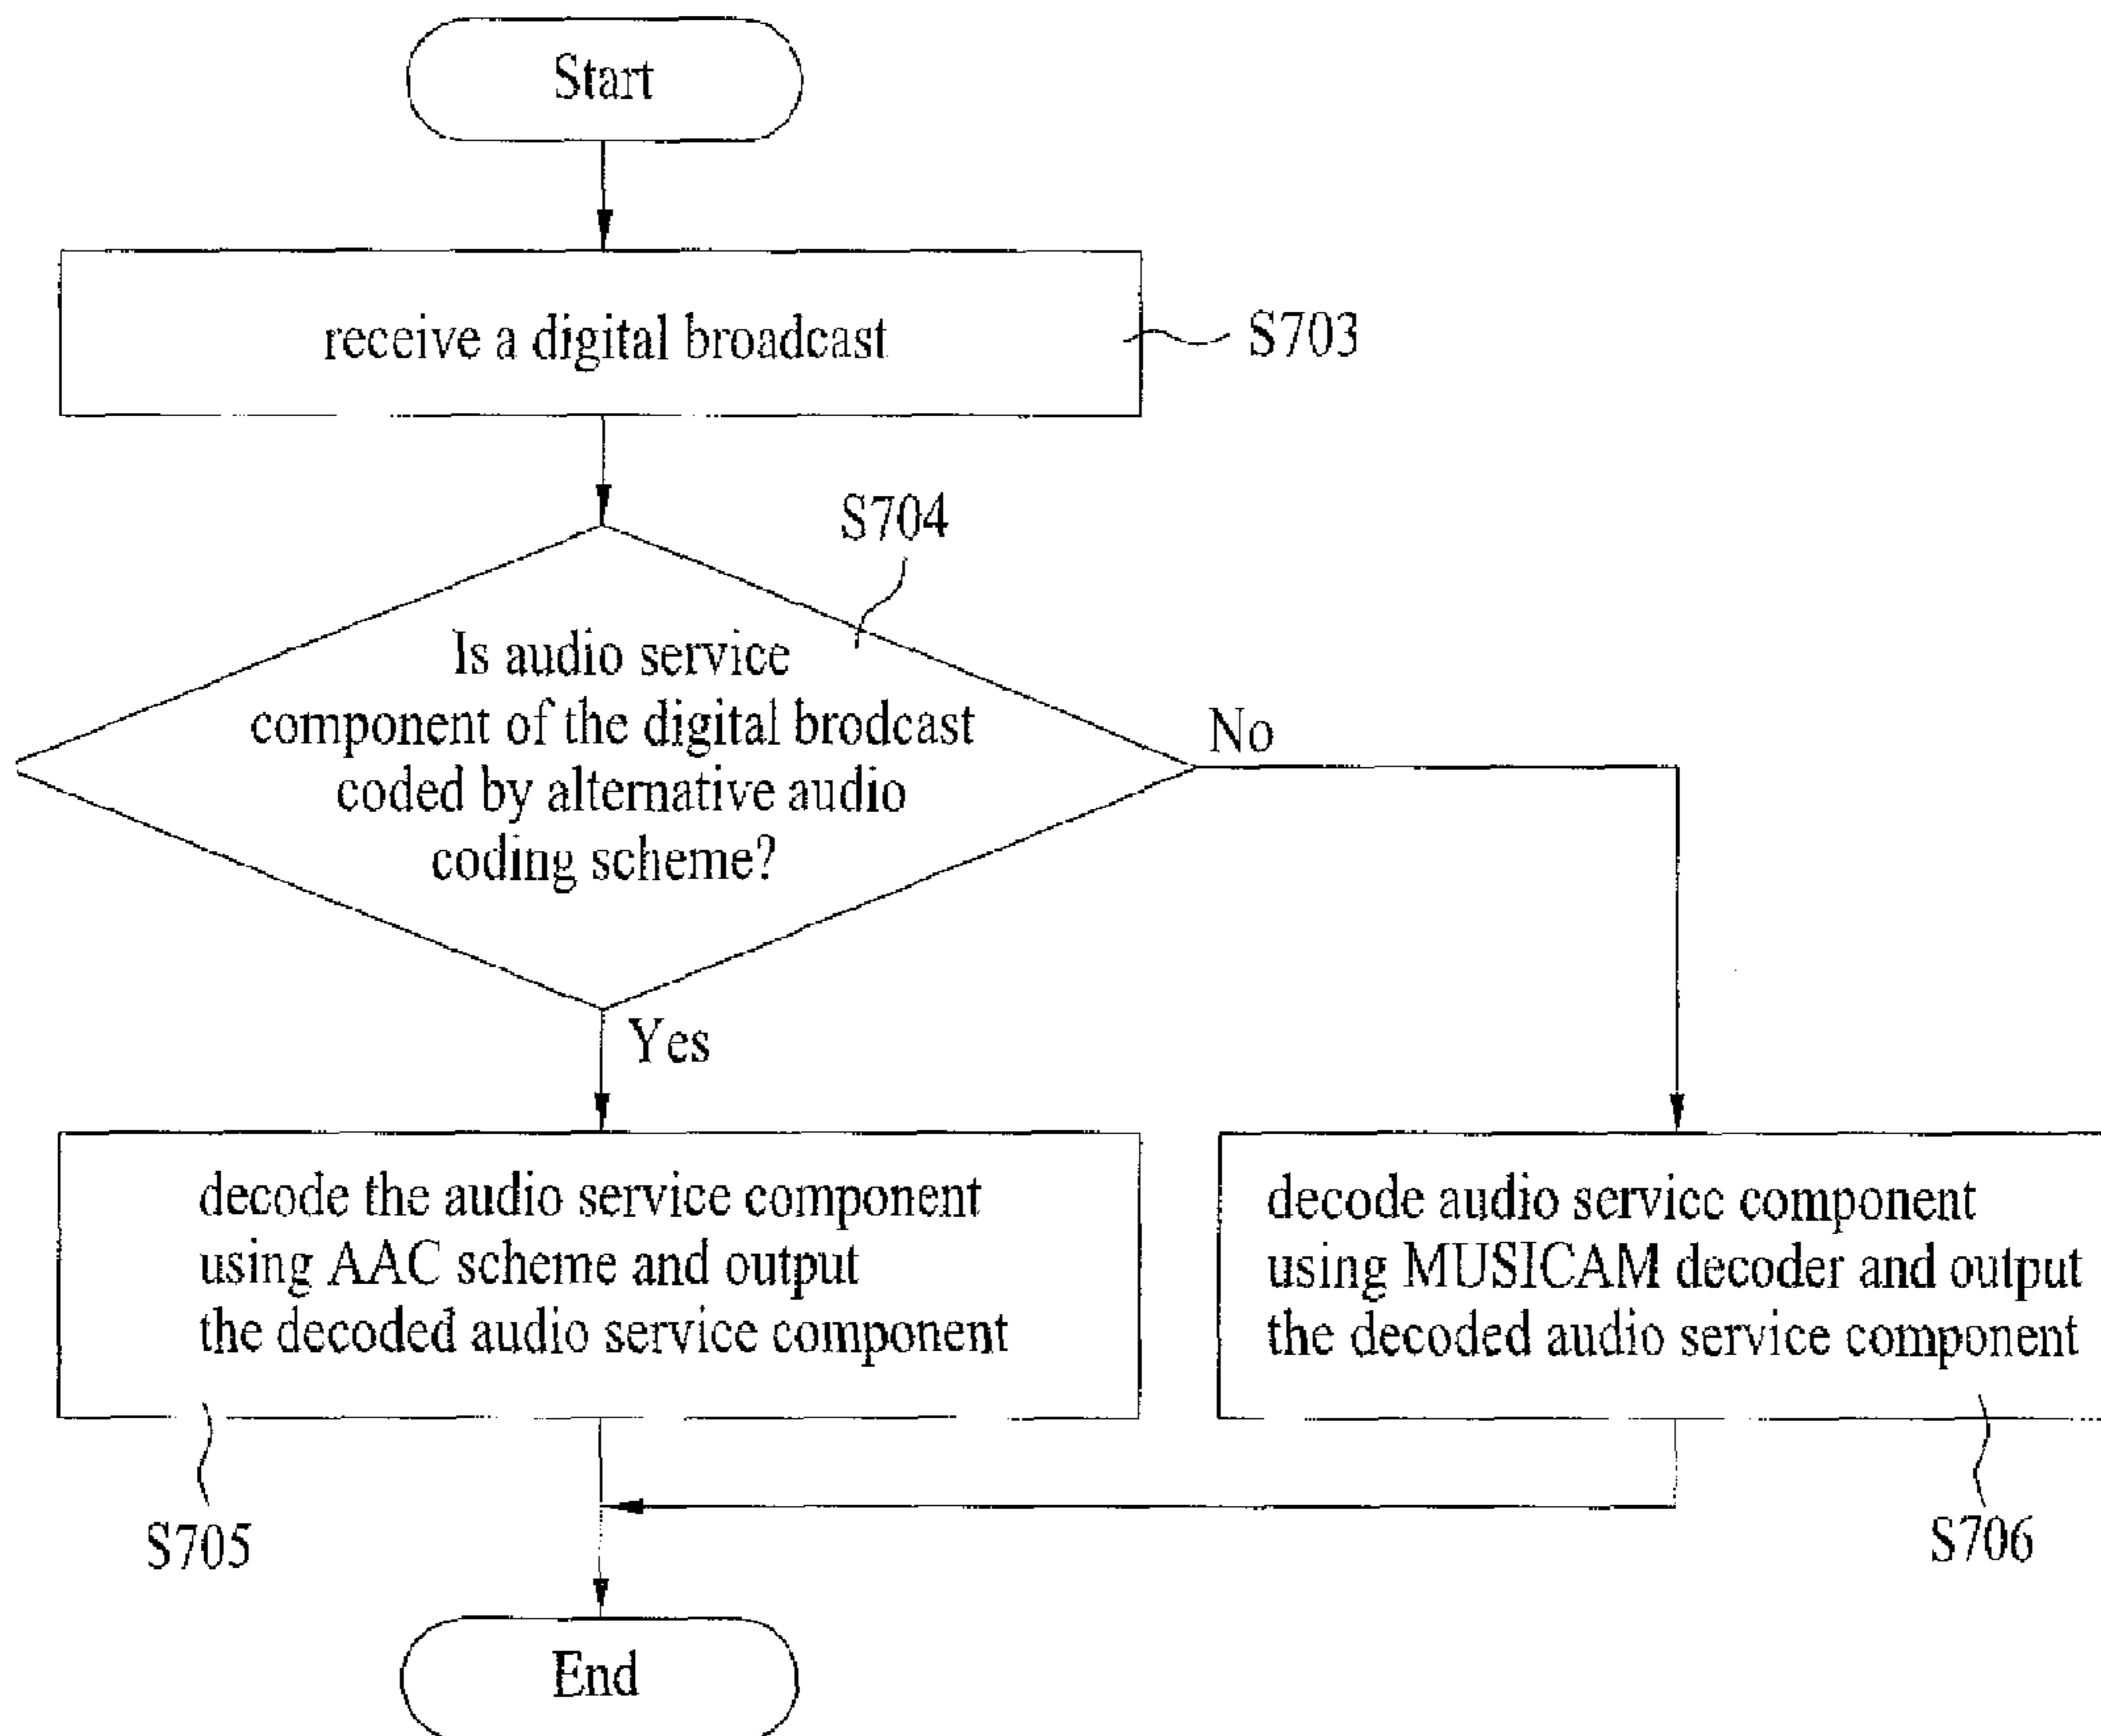 Start
receive a digital broadcast
S703
S704
Is audio service
component of the digital brodcast
coded by alternative audio
coding scheme?
No
Yes
decode the audio service component
using AAC scheme and output
the decoded audio service component
decode audio service component
using MUSICAM decoder and output
the decoded audio service component
S705
S706
End